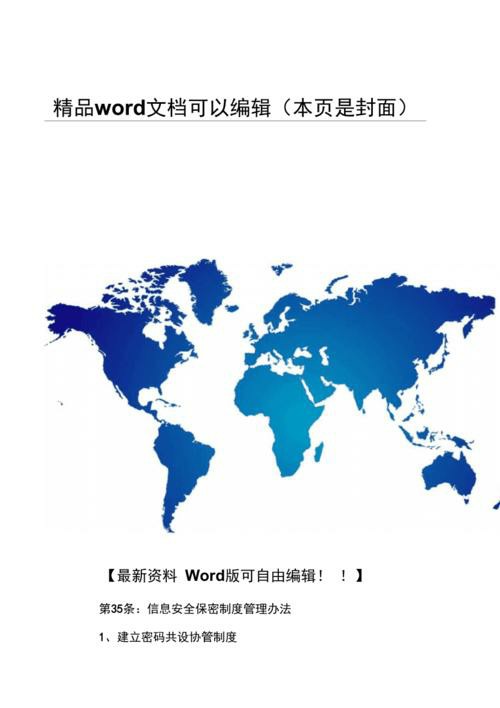 精品word文档可以编辑（本页是封面）
【最新资料 Word版可自由编辑！ ！】
第35条：信息安全保密制度管理办法
1、建立密码共设协管制度